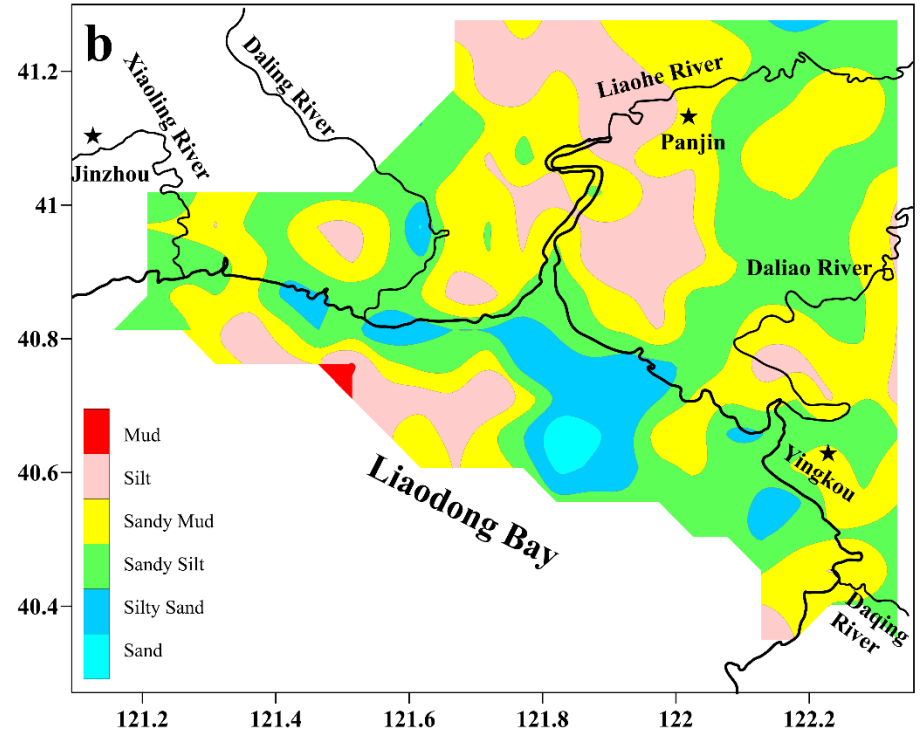 b
Xiaoling River
Daling River
Liaohe River
Panjin
Jinzhou
Daliao River
Yingkou
Liaodong Bay
Daqing
River
Mud
Silt
Sandy Mud
Sandy Silt
Silty Sand
Sand
41.2
41
40.8
40.6
40.4
121.2
121.4
121.6
121.8
122
122.2